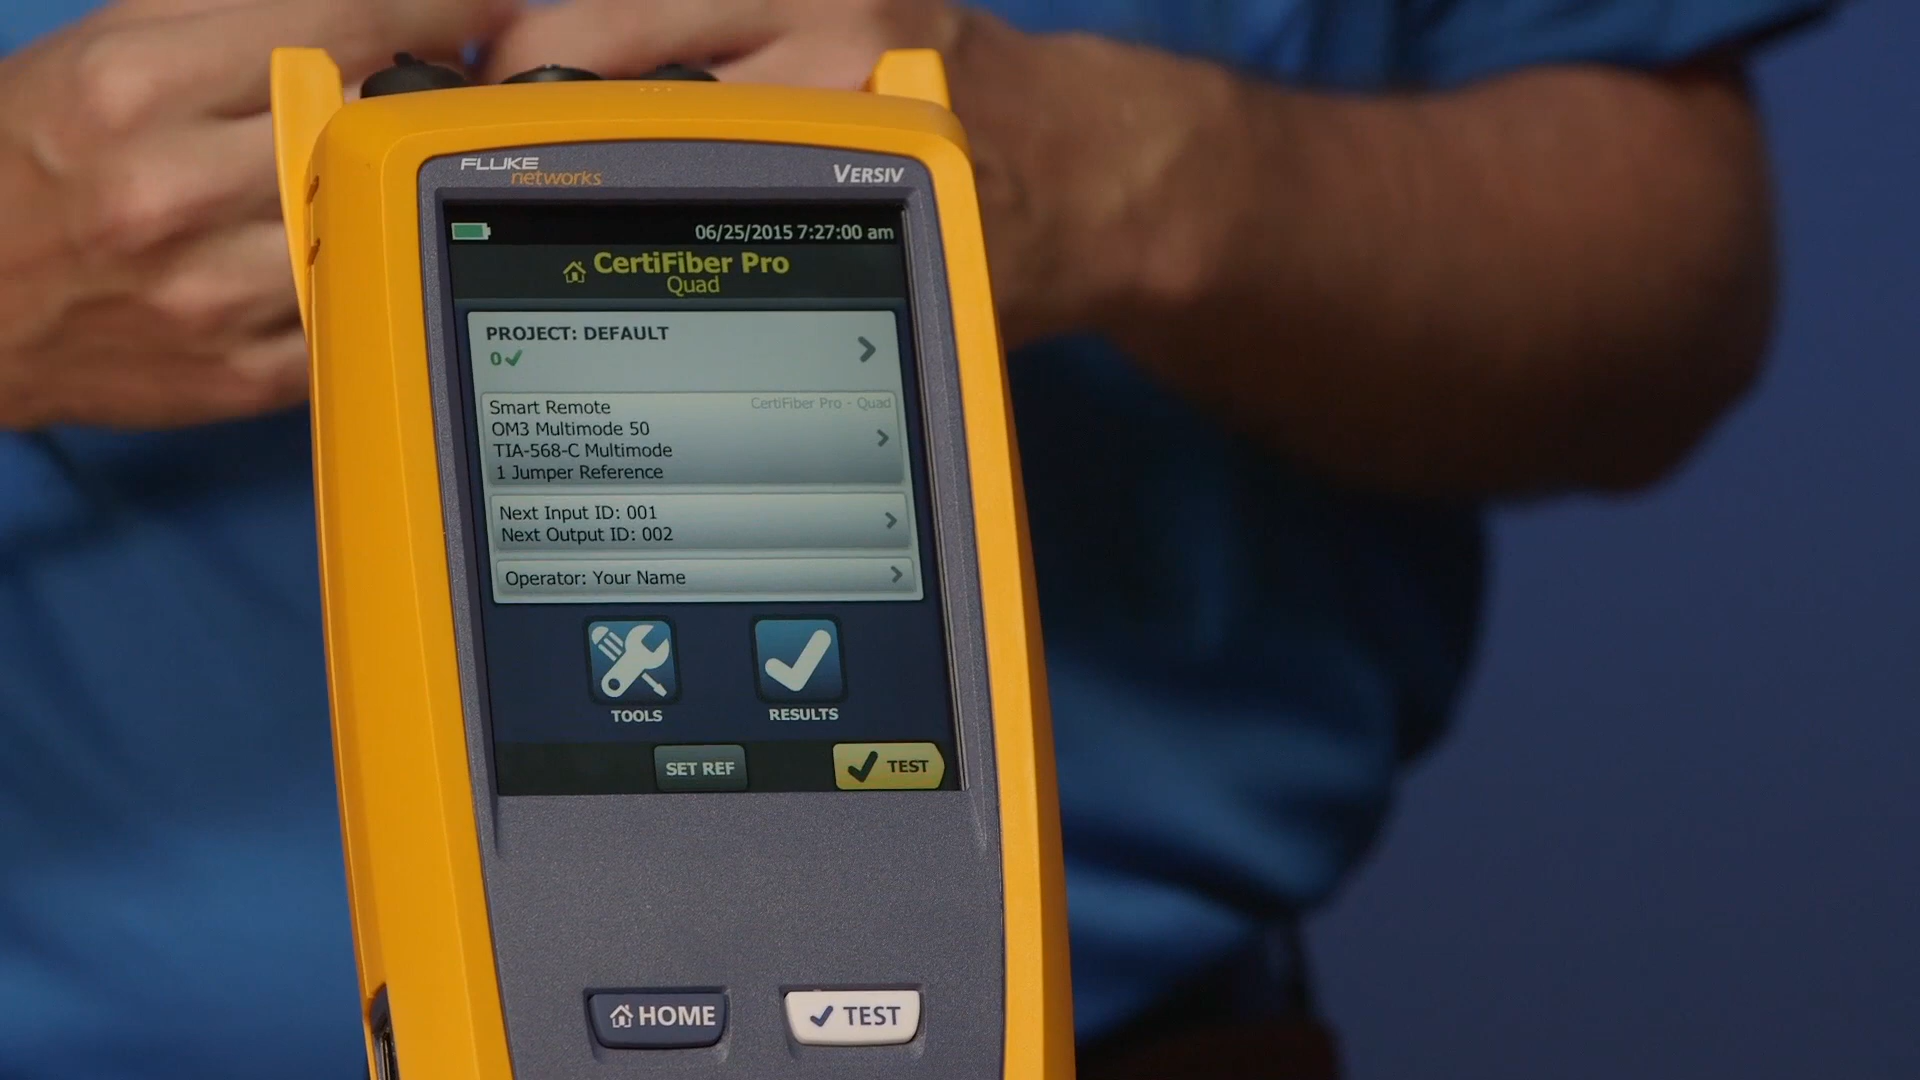 FLUKE
networks
VERSIV
06/25/2015 7:27:00 am
CertiFiber Pro
Quad
PROJECT: DEFAULT
0
Smart Remote
CertiFiber Pro - Quad
OM3 Multimode 50
TIA-568-C Multimode
1 Jumper Reference
Next Input ID: 001
Next Output ID: 002
Operator: Your Name
TOOLS
RESULTS
SET REF
TEST
HOME
TEST